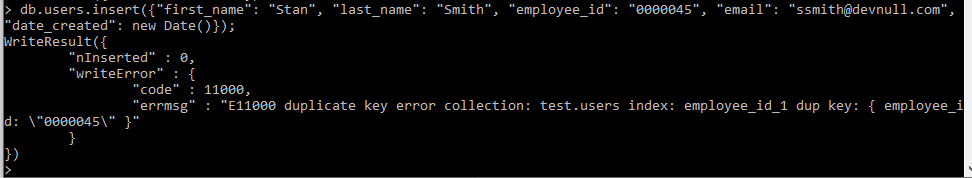 > db.users.insert({"first_name": "Stan", "last_name": "Smith", "employee_id": "0000045", "email": "ssmith@devnull.com",
"date_created": new Date()});
WriteResult({
        "nInserted" : 0,
        "writeError" : {
                "code" : 11000,
                "errmsg" : "E11000 duplicate key error collection: test.users index: employee_id_1 dup key: { employee_i
d: \"0000045\" }"
        }
})
>